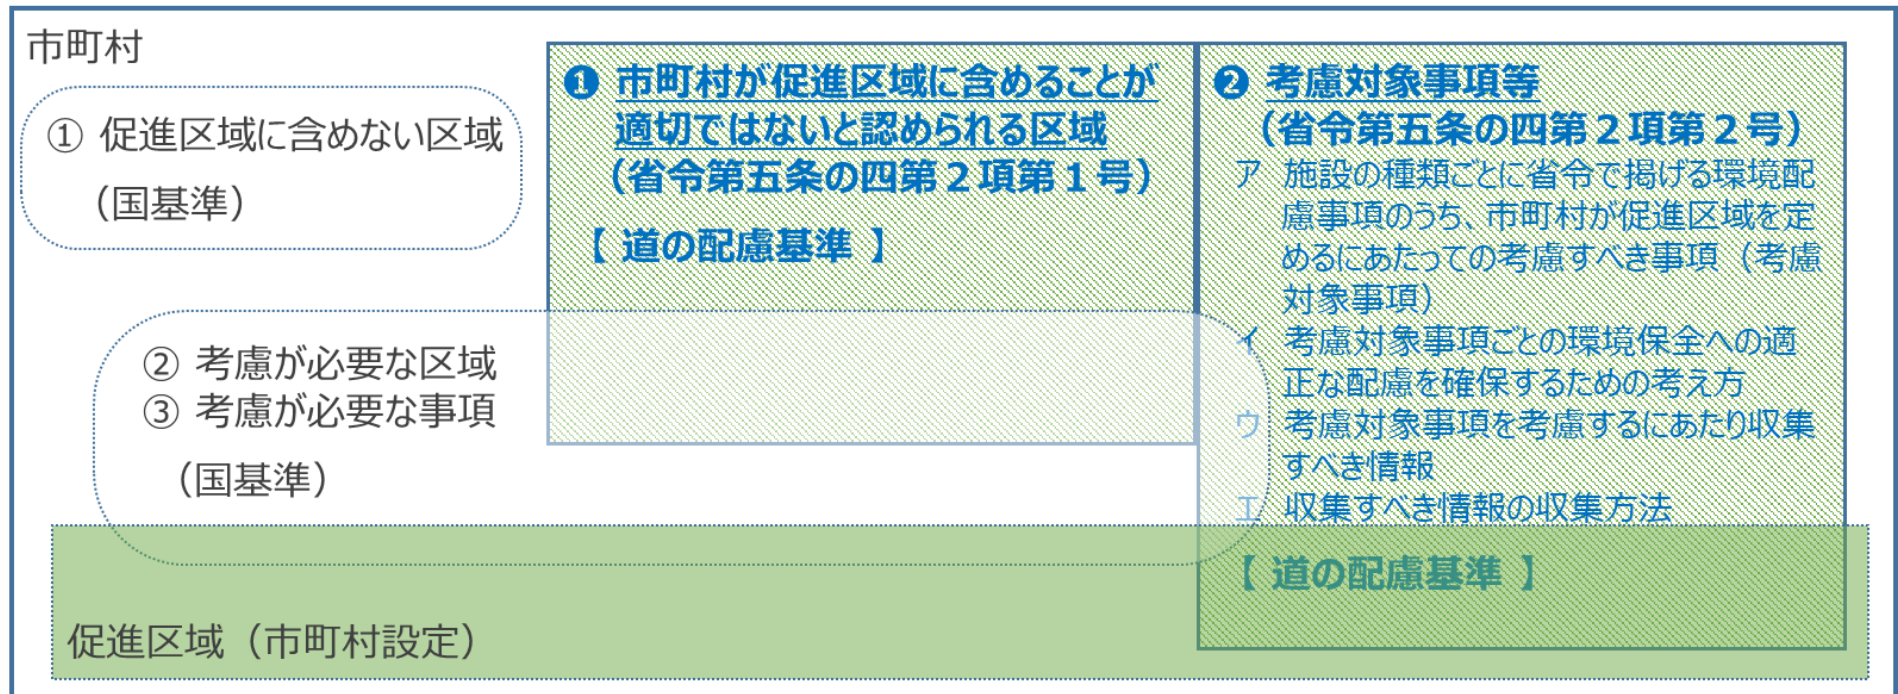 市町村
① 促進区域に含めない区域
（国基準）
② 考慮が必要な区域
③ 考慮が必要な事項
（国基準）
❶ 市町村が促進区域に含めることが
適切ではないと認められる区域
（省令第五条の四第２項第１号）
【 道の配慮基準 】
❷ 考慮対象事項等
（省令第五条の四第２項第２号）
ア 施設の種類ごとに省令で掲げる環境配
慮事項のうち、市町村が促進区域を定
めるにあたっての考慮すべき事項（考慮
対象事項）
イ 考慮対象事項ごとの環境保全への適
正な配慮を確保するための考え方
ウ 考慮対象事項を考慮するにあたり収集
すべき情報
エ 収集すべき情報の収集方法
【 道の配慮基準 】
促進区域（市町村設定）